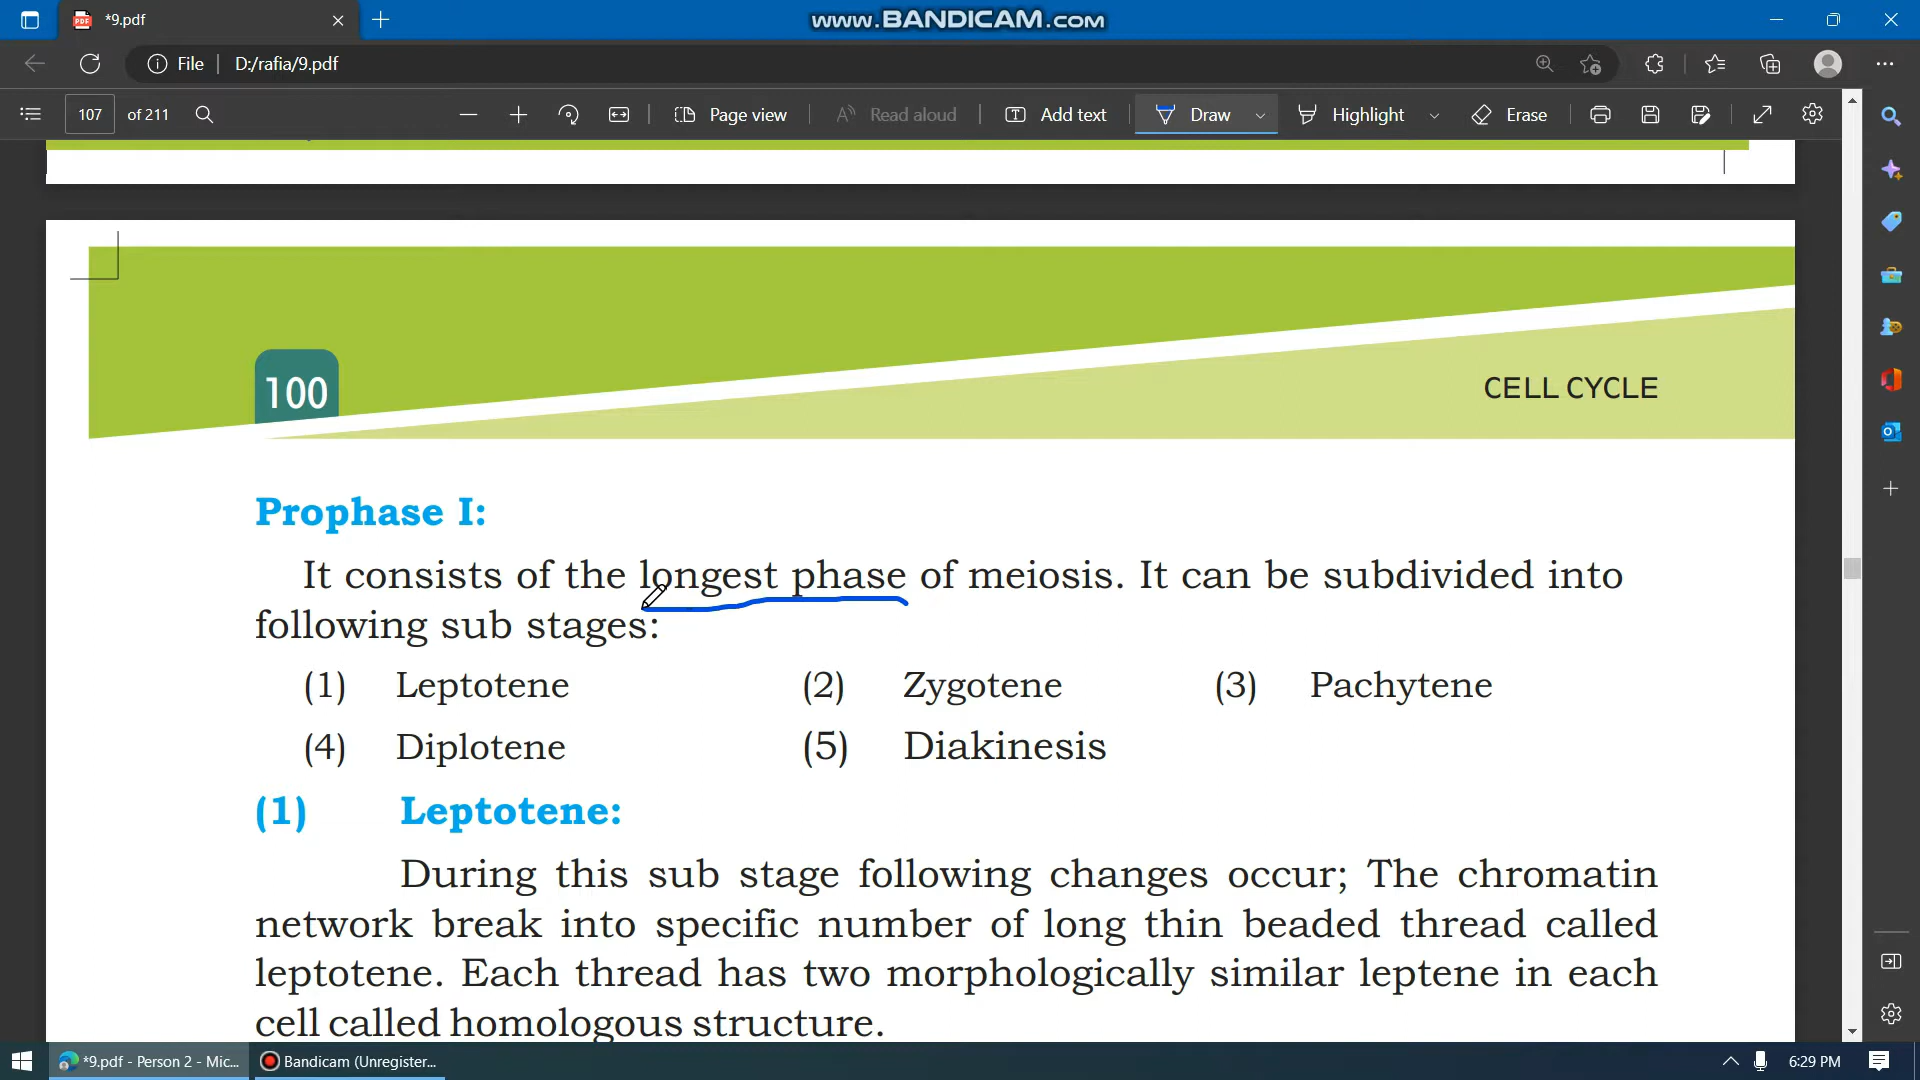 *9.pdf
www.BANDICAM.com
File D:/rafia/9.pdf
107 of 211 Page view Read aloud Add text Draw Highlight Erase
100
CELL CYCLE
Prophase I:
It consists of the longest phase of meiosis. It can be subdivided into
following sub stages:
(1) Leptotene (2) Zygotene (3) Pachytene
(4) Diplotene (5) Diakinesis
(1) Leptotene:
During this sub stage following changes occur; The chromatin
network break into specific number of long thin beaded thread called
leptotene. Each thread has two morphologically similar leptene in each
cell called homologous structure.
*9.pdf - Person 2 - Mic... Bandicam (Unregister... 6:29 PM